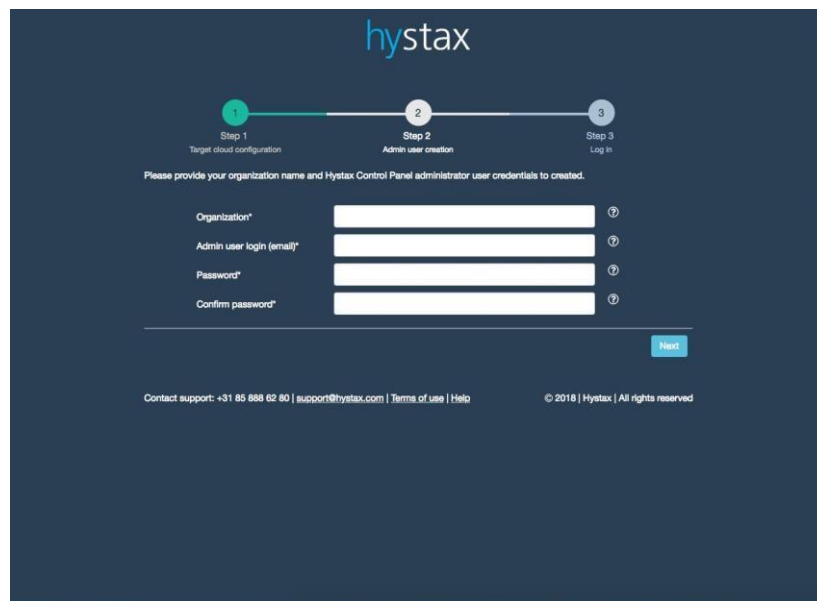 hystax
1 2 3
Step 1 Step 2 Step 3
Target cloud configuration Admin user creation Log in
Please provide your organization name and Hystax Control Panel administrator user credentials to created.
Organization*
Admin user login (email)*
Password*
Confirm password*
Next
Contact support: +31 85 888 62 80 | support@hystax.com | Terms of use | Help © 2018 | Hystax | All rights reserved